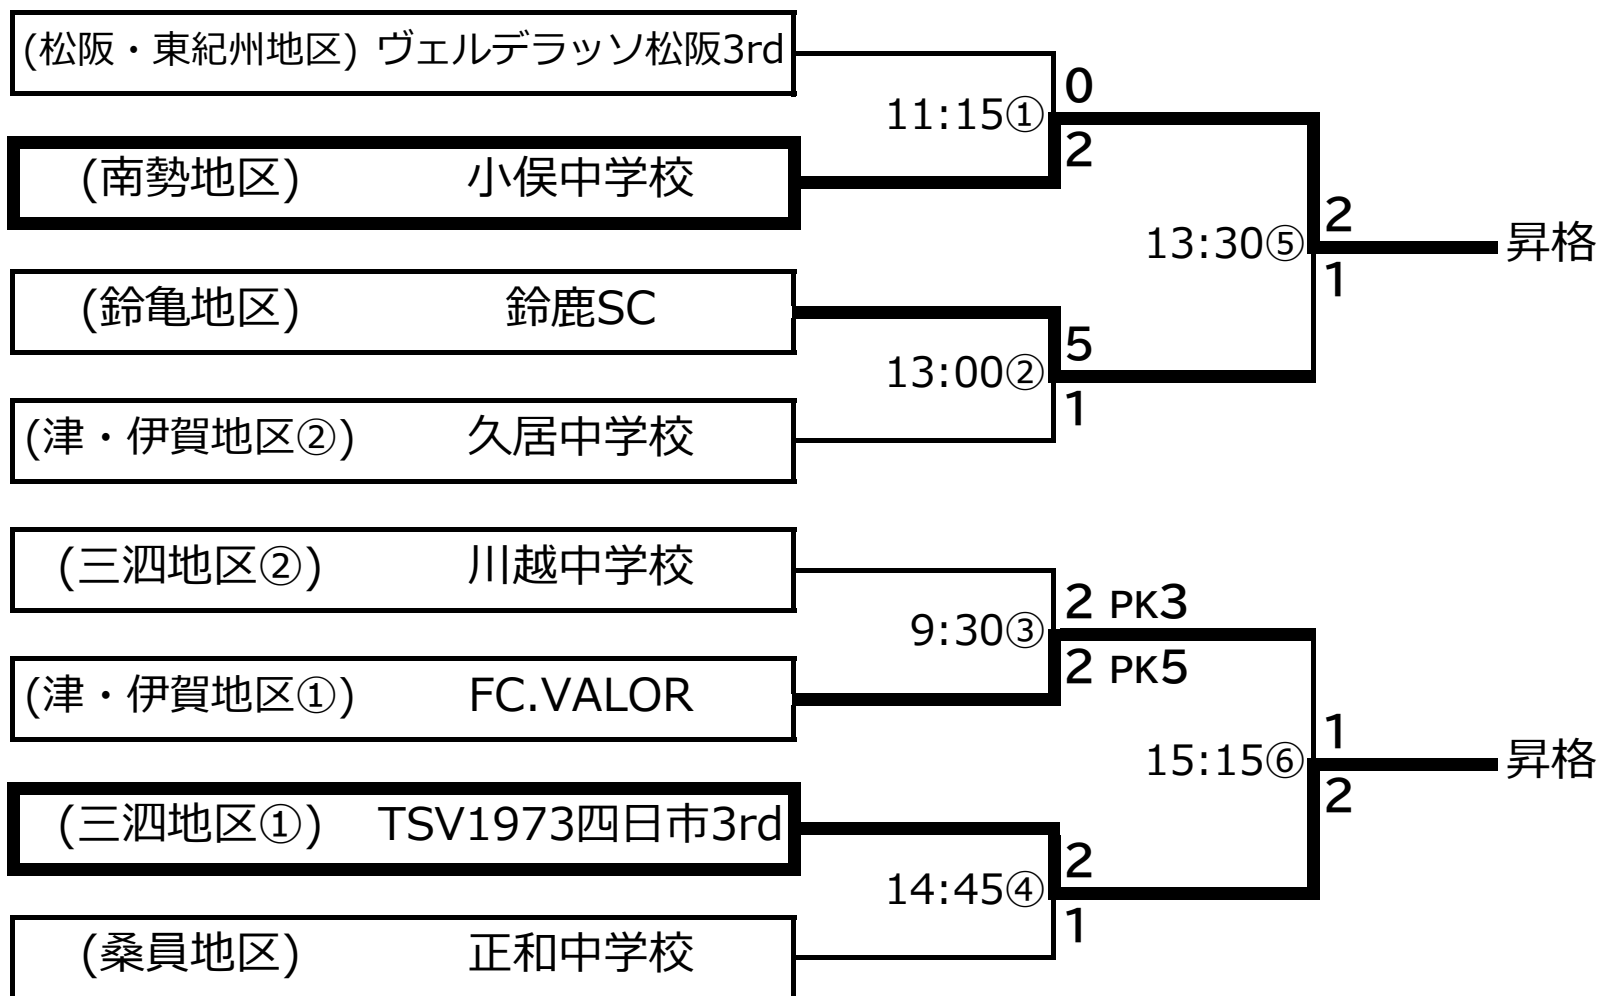 (松阪・東紀州地区) ヴェルデラッソ松阪3rd
0
11:15①
2
(南勢地区) 小俣中学校
2
13:30⑤
昇格
1
(鈴亀地区) 鈴鹿SC
5
13:00②
1
(津・伊賀地区②) 久居中学校
(三泗地区②) 川越中学校
2 PK3
9:30③
2 PK5
(津・伊賀地区①) FC.VALOR
1
15:15⑥
昇格
2
(三泗地区①) TSV1973四日市3rd
2
14:45④
1
(桑員地区) 正和中学校